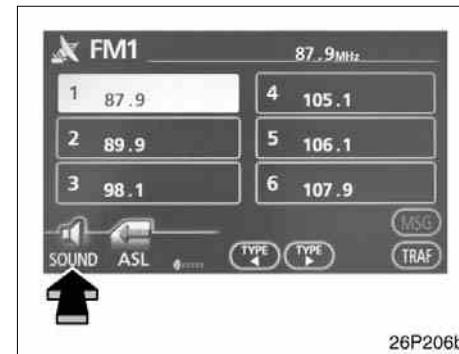 FM1 87.9MHz
1 87.9 4 105.1
2 89.9 5 106.1
3 98.1 6 107.9
MSG
SOUND ASL TYPE TYPE TRAF
26P206b